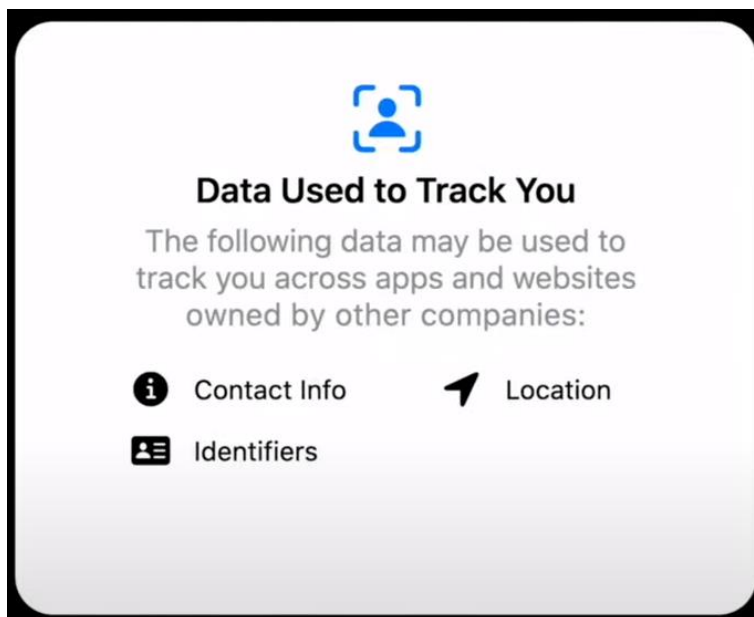 Data Used to Track You
The following data may be used to
track you across apps and websites
owned by other companies:
Contact Info
Location
Identifiers